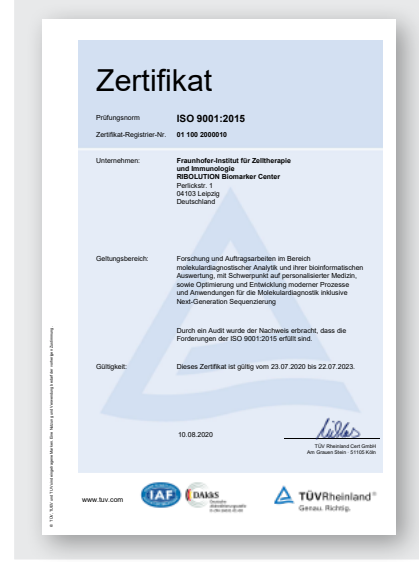 Zertifikat
Prüfungsnorm ISO 9001:2015
Zertifikat-Registrier-Nr. 01 100 2000010
Unternehmen: Fraunhofer-Institut für Zelltherapie
und Immunologie
RIBOLUTION Biomarker Center
Perlickstr. 1
04103 Leipzig
Deutschland
Geltungsbereich: Forschung und Auftragsarbeiten im Bereich
molekulardiagnostischer Analytik und ihrer bioinformatischen
Auswertung, mit Schwerpunkt auf personalisierter Medizin,
sowie Optimierung und Entwicklung moderner Prozesse
und Anwendungen für die Molekulardiagnostik inklusive
Next-Generation Sequenzierung
Durch ein Audit wurde der Nachweis erbracht, dass die
Forderungen der ISO 9001:2015 erfüllt sind.
Gültigkeit: Dieses Zertifikat ist gültig vom 23.07.2020 bis 22.07.2023.
10.08.2020
TÜV Rheinland Cert GmbH
Am Grauen Stein · 51105 Köln
www.tuv.com
IAF
DAkkS
Deutsche
Akkreditierungsstelle
TÜVRheinland®
Genau. Richtig.